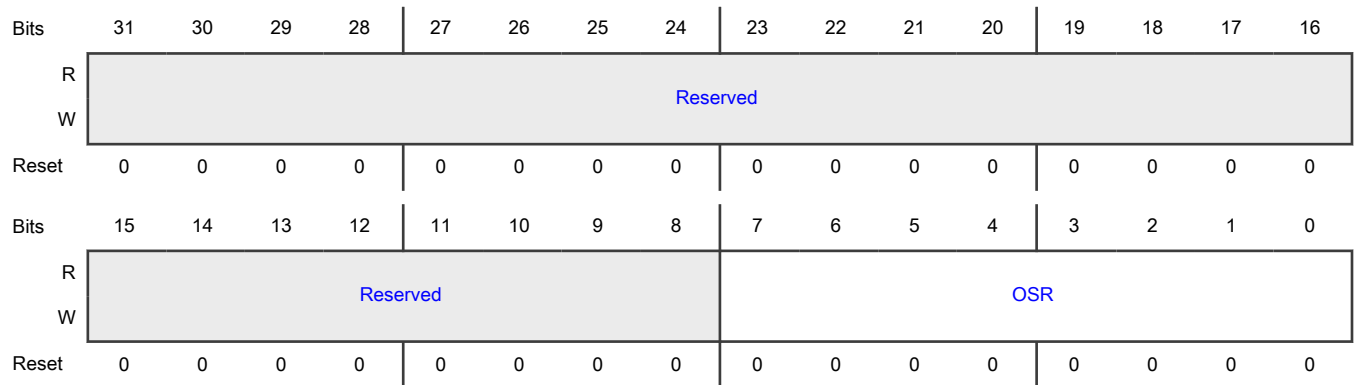 Bits 31 30 29 28 27 26 25 24 23 22 21 20 19 18 17 16
R
Reserved
W
Reset 0 0 0 0 0 0 0 0 0 0 0 0 0 0 0 0
Bits 15 14 13 12 11 10 9 8 7 6 5 4 3 2 1 0
R
Reserved OSR
W
Reset 0 0 0 0 0 0 0 0 0 0 0 0 0 0 0 0